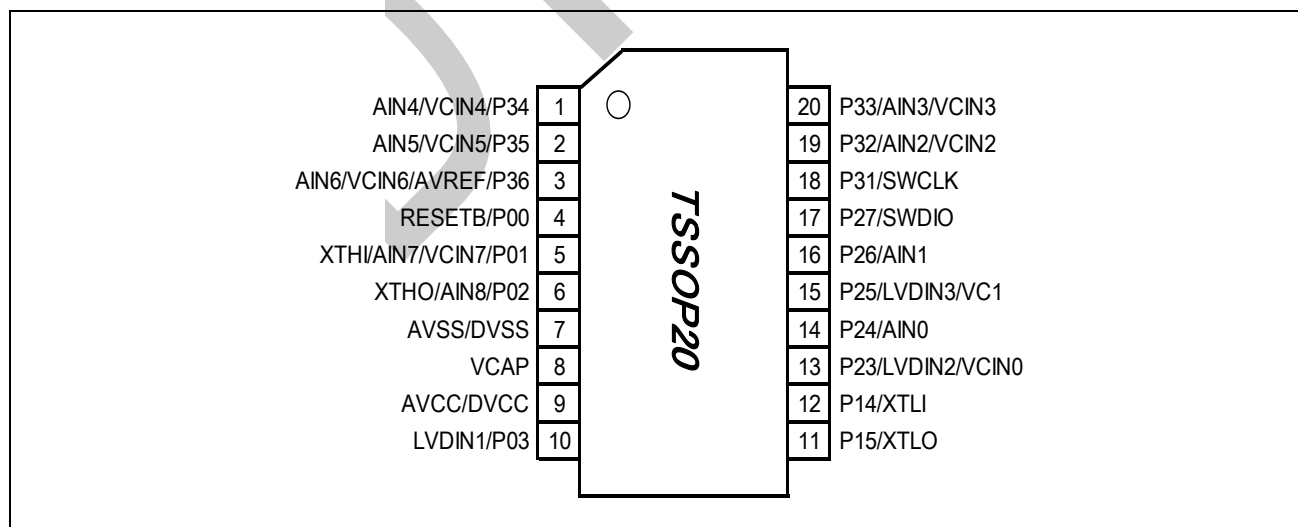 AIN4/VCIN4/P34 1 20 P33/AIN3/VCIN3
AIN5/VCIN5/P35 2 19 P32/AIN2/VCIN2
AIN6/VCIN6/AVREF/P36 3 18 P31/SWCLK
RESETB/P00 4 17 P27/SWDIO
XTHI/AIN7/VCIN7/P01 5 16 P26/AIN1
XTHO/AIN8/P02 6 15 P25/LVDIN3/VC1
AVSS/DVSS 7 14 P24/AIN0
VCAP 8 13 P23/LVDIN2/VCIN0
AVCC/DVCC 9 12 P14/XTLI
LVDIN1/P03 10 11 P15/XTLO
TSSOP20